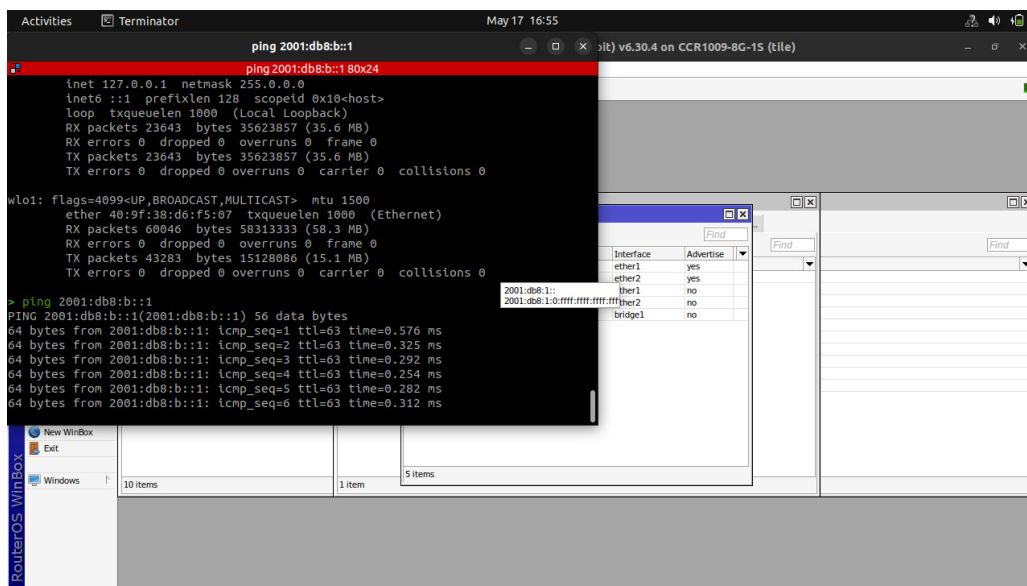 Activities Terminator May 17 16:55
ping 2001:db8:b::1
bit) v6.30.4 on CCR1009-8G-1S (tile)
ping 2001:db8:b::1 80x24
inet 127.0.0.1 netmask 255.0.0.0
inet6 ::1 prefixlen 128 scopeid 0x10<host>
loop txqueuelen 1000 (Local Loopback)
RX packets 23643 bytes 35623857 (35.6 MB)
RX errors 0 dropped 0 overruns 0 frame 0
TX packets 23643 bytes 35623857 (35.6 MB)
TX errors 0 dropped 0 overruns 0 carrier 0 collisions 0
wlo1: flags=4099<UP,BROADCAST,MULTICAST> mtu 1500
ether 40:9f:38:d6:f5:07 txqueuelen 1000 (Ethernet)
RX packets 60046 bytes 58313333 (58.3 MB)
RX errors 0 dropped 0 overruns 0 frame 0
TX packets 43283 bytes 15128086 (15.1 MB)
TX errors 0 dropped 0 overruns 0 carrier 0 collisions 0
> ping 2001:db8:b::1
PING 2001:db8:b::1(2001:db8:b::1) 56 data bytes
64 bytes from 2001:db8:b::1: icmp_seq=1 ttl=63 time=0.576 ms
64 bytes from 2001:db8:b::1: icmp_seq=2 ttl=63 time=0.325 ms
64 bytes from 2001:db8:b::1: icmp_seq=3 ttl=63 time=0.292 ms
64 bytes from 2001:db8:b::1: icmp_seq=4 ttl=63 time=0.254 ms
64 bytes from 2001:db8:b::1: icmp_seq=5 ttl=63 time=0.282 ms
64 bytes from 2001:db8:b::1: icmp_seq=6 ttl=63 time=0.312 ms
2001:db8:1::
2001:db8:1:0:ffff:ffff:ffff:fff
Find
Find
Find
Interface Advertise
ether1 yes
ether2 yes
ther1 no
ther2 no
bridge1 no
5 items
New WinBox
Exit
Windows
10 items
1 item
RouterOS WinBox